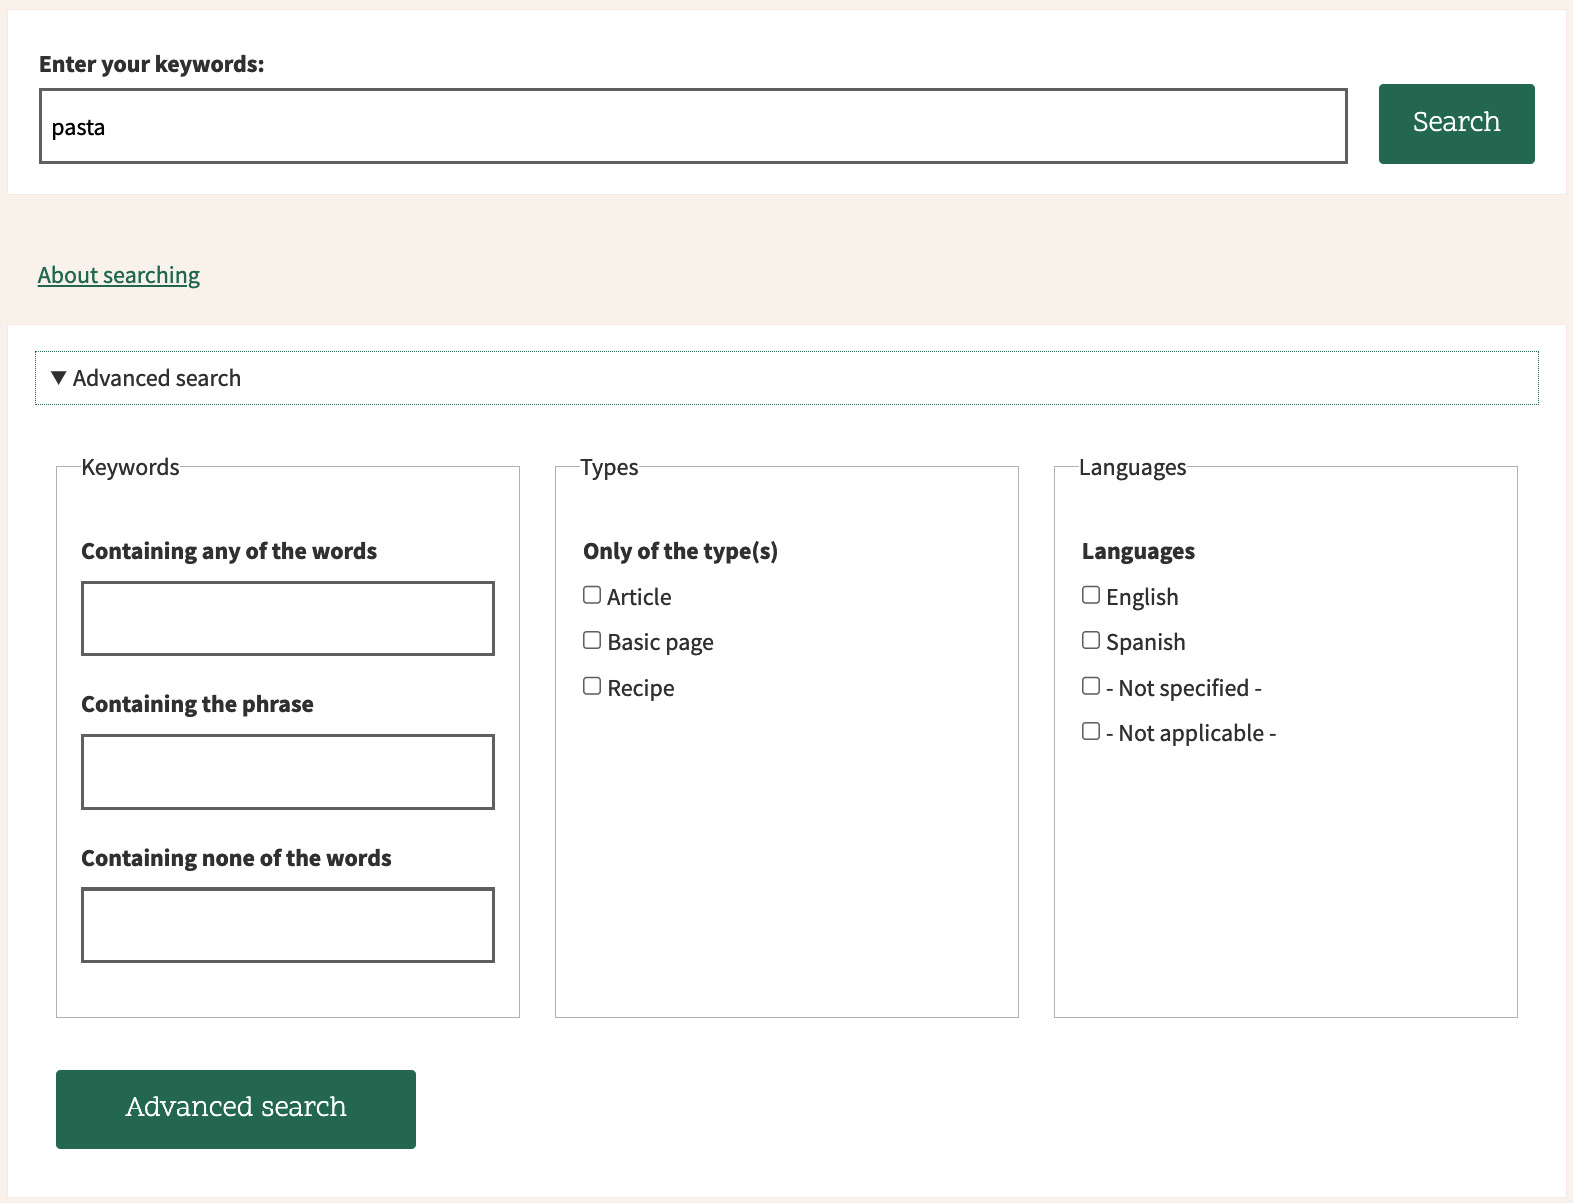 Enter your keywords:
pasta
Search
About searching
Advanced search
Keywords
Containing any of the words
Containing the phrase
Containing none of the words
Types
Only of the type(s)
Article
Basic page
Recipe
Languages
Languages
English
Spanish
- Not specified -
- Not applicable -
Advanced search